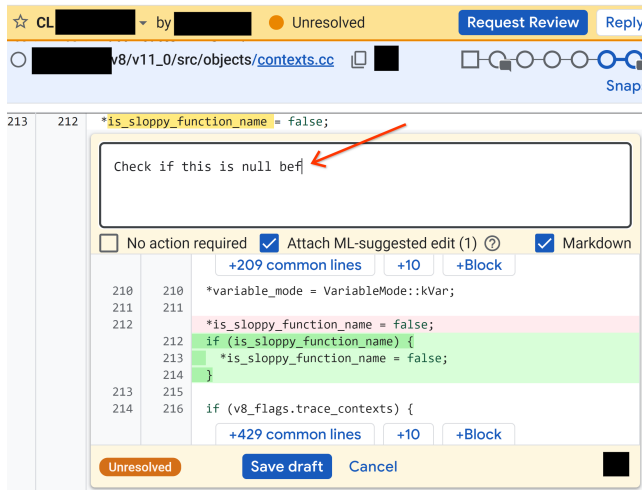 ☆ CL by Unresolved Request Review Reply
v8/v11_0/src/objects/contexts.cc
Snap
213 212 *is_sloppy_function_name = false;
Check if this is null bef
No action required Attach ML-suggested edit (1) Markdown
+209 common lines +10 +Block
210 210 *variable_mode = VariableMode::kVar;
211 211
212 *is_sloppy_function_name = false;
212 if (is_sloppy_function_name) {
213 *is_sloppy_function_name = false;
214 }
213 215
214 216 if (v8_flags.trace_contexts) {
+429 common lines +10 +Block
Unresolved Save draft Cancel